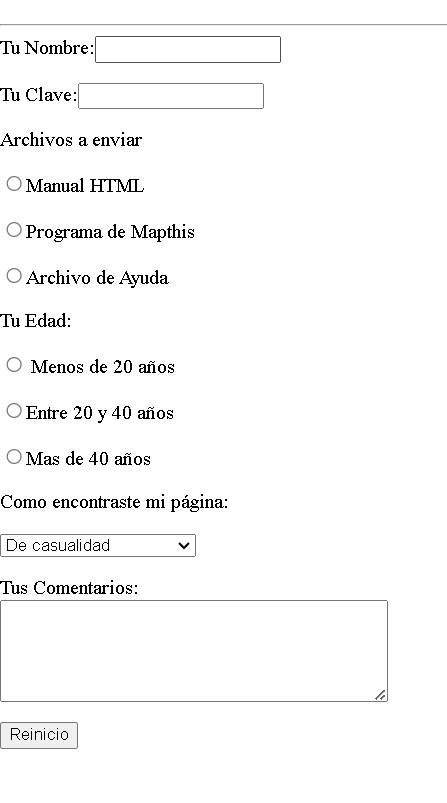 Tu Nombre:
Tu Clave:
Archivos a enviar
Manual HTML
Programa de Mapthis
Archivo de Ayuda
Tu Edad:
Menos de 20 años
Entre 20 y 40 años
Mas de 40 años
Como encontraste mi página:
De casualidad
Tus Comentarios:
Reinicio